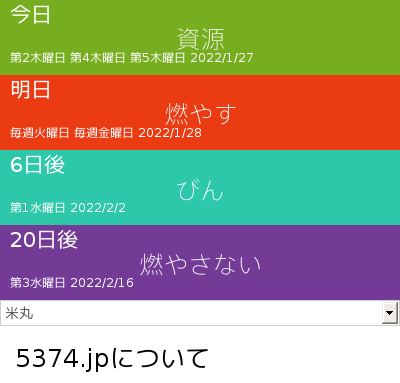 今日
資源
第2木曜日 第4木曜日 第5木曜日 2022/1/27
明日
燃やす
毎週火曜日 毎週金曜日 2022/1/28
6日後
びん
第1水曜日 2022/2/2
20日後
燃やさない
第3水曜日 2022/2/16
米丸
5374.jpについて